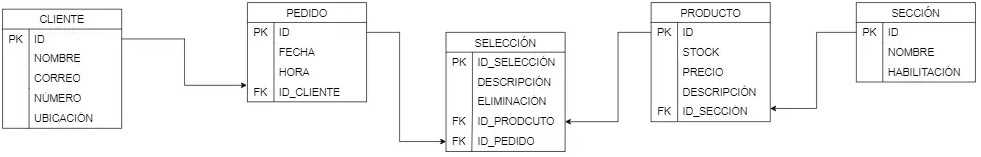 CLIENTE
PK ID
NOMBRE
CORREO
NÚMERO
UBICACIÓN
PEDIDO
PK ID
FECHA
HORA
FK ID_CLIENTE
SELECCIÓN
PK ID_SELECCIÓN
DESCRIPCIÓN
ELIMINACIÓN
FK ID_PRODCUTO
FK ID_PEDIDO
PRODUCTO
PK ID
STOCK
PRECIO
DESCRIPCIÓN
FK ID_SECCIÓN
SECCIÓN
PK ID
NOMBRE
HABILITACIÓN